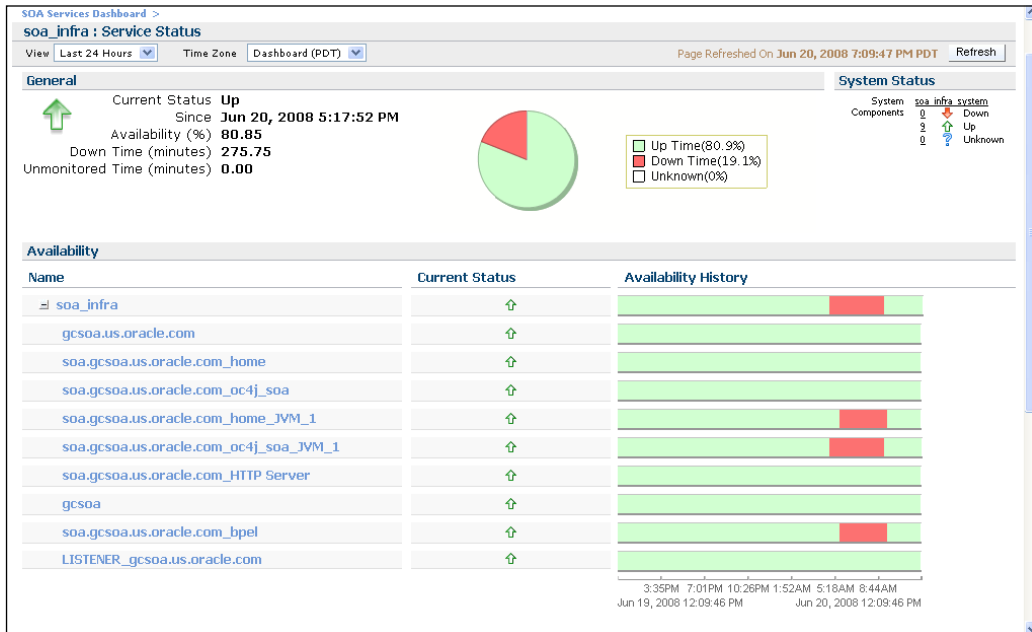 SOA Services Dashboard >
soa_infra : Service Status
View Last 24 Hours Time Zone Dashboard (PDT) Page Refreshed On Jun 20, 2008 7:09:47 PM PDT Refresh
General
Current Status Up
Since Jun 20, 2008 5:17:52 PM
Availability (%) 80.85
Down Time (minutes) 275.75
Unmonitored Time (minutes) 0.00
Up Time(80.9%)
Down Time(19.1%)
Unknown(0%)
System Status
System soa_infra_system
Components 0 Down
9 Up
0 ? Unknown
Availability
Name Current Status Availability History
soa_infra
gcsoa.us.oracle.com
soa.gcsoa.us.oracle.com_home
soa.gcsoa.us.oracle.com_oc4j_soa
soa.gcsoa.us.oracle.com_home_JVM_1
soa.gcsoa.us.oracle.com_oc4j_soa_JVM_1
soa.gcsoa.us.oracle.com_HTTP Server
gcsoa
soa.gcsoa.us.oracle.com_bpel
LISTENER_gcsoa.us.oracle.com
3:35PM 7:01PM 10:26PM 1:52AM 5:18AM 8:44AM
Jun 19, 2008 12:09:46 PM Jun 20, 2008 12:09:46 PM